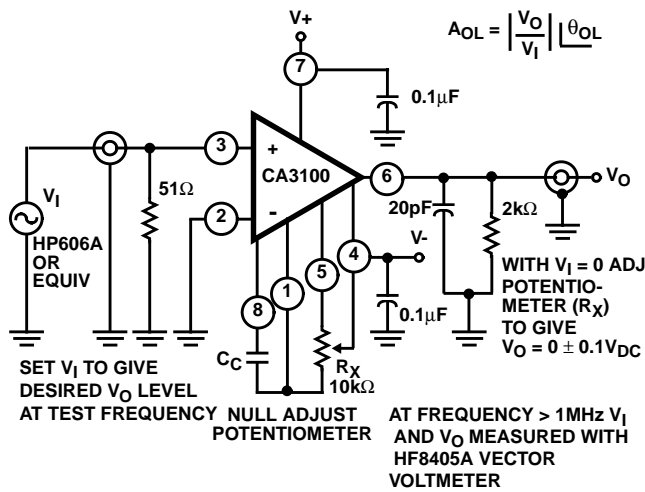 V+
A_OL = |V_O / V_I| ∠θ_OL
7
0.1µF
3
+
CA3100
6
V_O
V_I
51Ω
2
-
20pF
2kΩ
HP606A
OR
EQUIV
V-
4
5
1
8
0.1µF
WITH V_I = 0 ADJ
POTENTIO-
METER (R_X)
TO GIVE
V_O = 0 ± 0.1V_DC
C_C
R_X
10kΩ
SET V_I TO GIVE
DESIRED V_O LEVEL
AT TEST FREQUENCY
NULL ADJUST
POTENTIOMETER
AT FREQUENCY > 1MHz V_I
AND V_O MEASURED WITH
HF8405A VECTOR
VOLTMETER